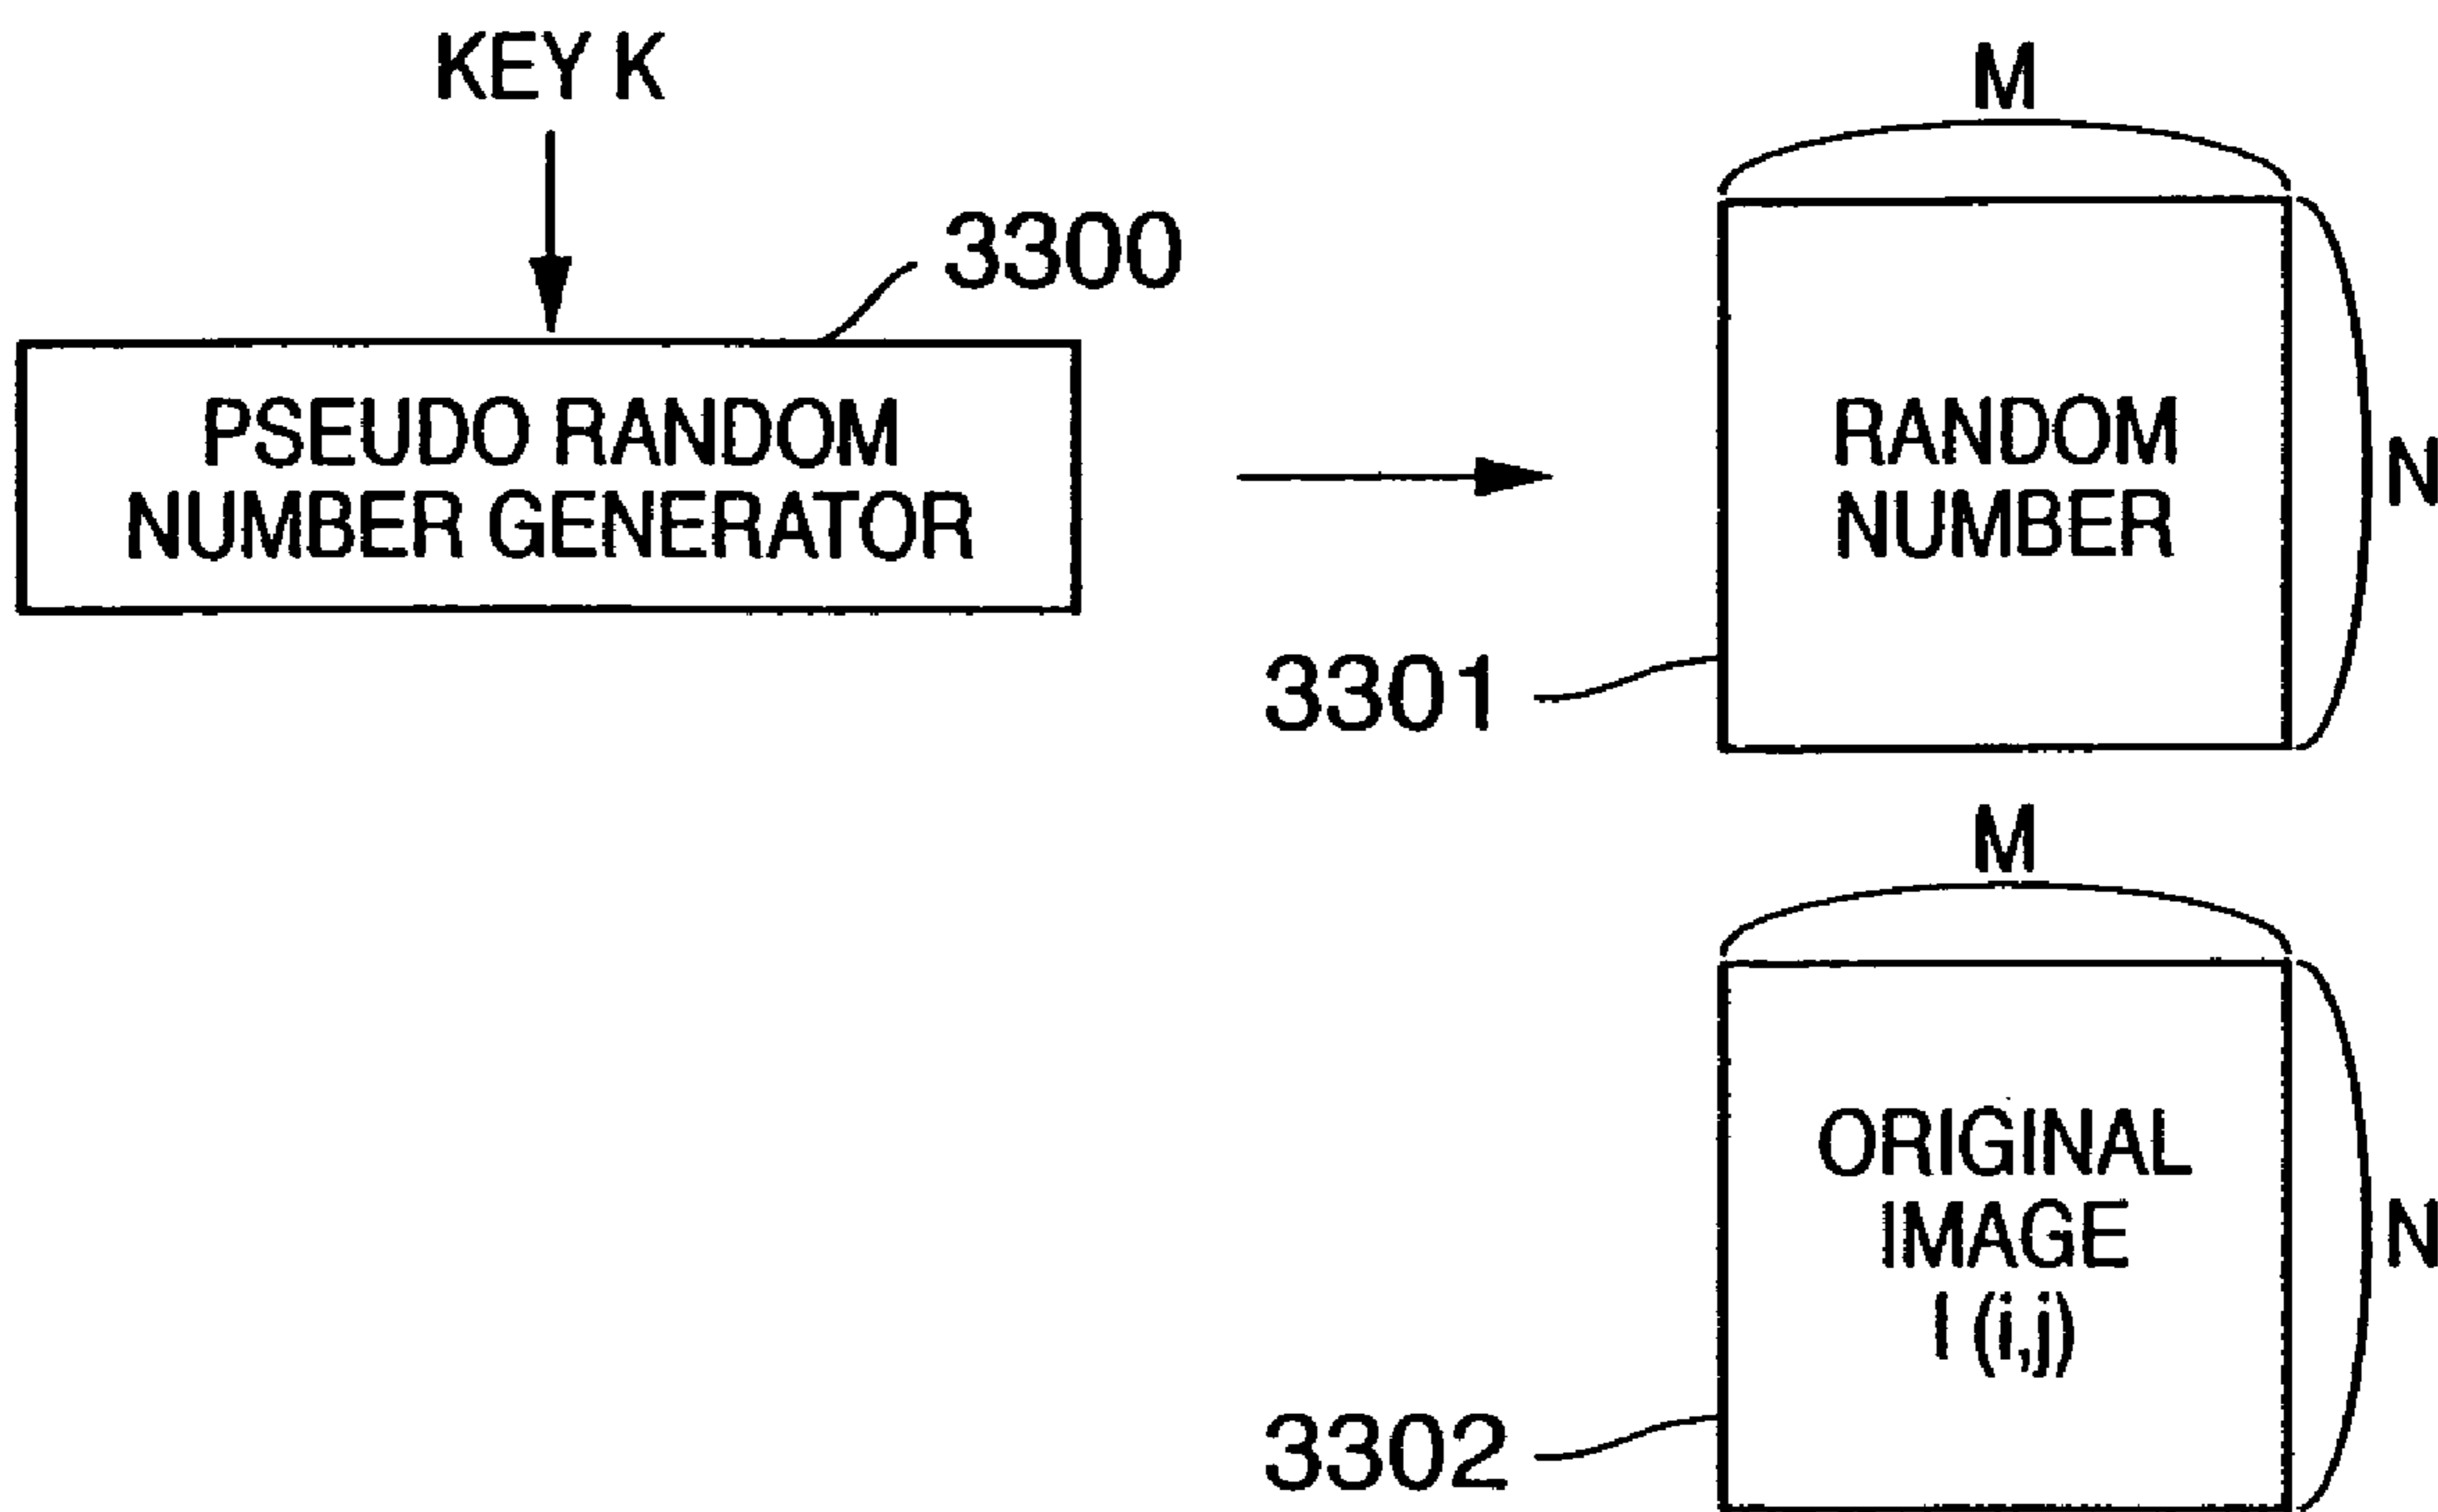 KEY K
M
3300
PSEUDO RANDOM
NUMBER GENERATOR
RANDOM
NUMBER
N
3301
M
ORIGINAL
IMAGE
I (i,j)
N
3302